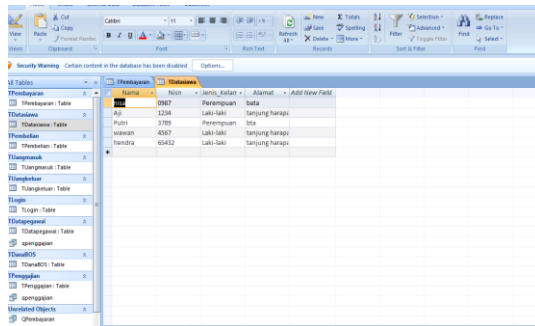 Cut
Copy
Format Painter
Paste
Views
Clipboard
Calibri
11
B I U
Font
Rich Text
Refresh All
New
Save
Delete
Totals
Spelling
More
Records
Filter
Selection
Advanced
Toggle Filter
Sort & Filter
Find
Replace
Go To
Select
Find
Security Warning Certain content in the database has been disabled Options...
All Tables
TPembayaran
TPembayaran : Table
TDatasiswa
TDatasiswa : Table
TPembelian
TPembelian : Table
TUangmasuk
TUangmasuk : Table
TUangkeluar
TUangkeluar : Table
TLogin
TLogin : Table
TDatapegawai
TDatapegawai : Table
qpenggajian
TDanaBOS
TDanaBOS : Table
TPenggajian
TPenggajian : Table
qpenggajian
Unrelated Objects
QPembayaran
TPembayaran TDatasiswa
Nama Nisn Jenis_Kelan Alamat Add New Field
nisa 0987 Perempuan bata
Aji 1234 Laki-laki tanjung harapa
Putri 3789 Perempuan bta
wawan 4567 Laki-laki tanjung harapa
hendra 65432 Laki-laki tanjung harapa